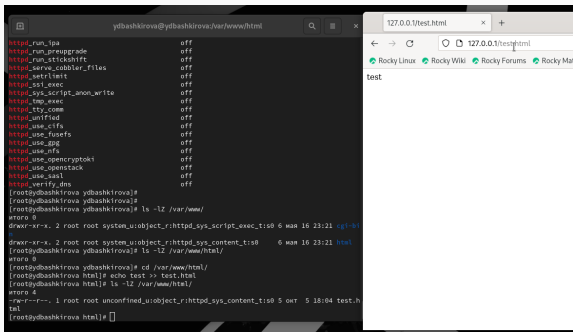 ydbashkirova@ydbashkirova:/var/www/html
httpd_run_ipa off
httpd_run_preupgrade off
httpd_run_stickshift off
httpd_serve_cobbler_files off
httpd_setrlimit off
httpd_ssi_exec off
httpd_sys_script_anon_write off
httpd_tmp_exec off
httpd_tty_comm off
httpd_unified off
httpd_use_cifs off
httpd_use_fusefs off
httpd_use_gpg off
httpd_use_nfs off
httpd_use_opencryptoki off
httpd_use_openstack off
httpd_use_sasl off
httpd_verify_dns off
[root@ydbashkirova ydbashkirova]#
[root@ydbashkirova ydbashkirova]#
[root@ydbashkirova ydbashkirova]# ls -lZ /var/www/
итого 0
drwxr-xr-x. 2 root root system_u:object_r:httpd_sys_script_exec_t:s0 6 мая 16 23:21 cgi-bi
n
drwxr-xr-x. 2 root root system_u:object_r:httpd_sys_content_t:s0 6 мая 16 23:21 html
[root@ydbashkirova ydbashkirova]# ls -lZ /var/www/html/
итого 0
[root@ydbashkirova ydbashkirova]# cd /var/www/html/
[root@ydbashkirova html]# echo test >> test.html
[root@ydbashkirova html]# ls -lZ /var/www/html/
итого 4
-rw-r--r--. 1 root root unconfined_u:object_r:httpd_sys_content_t:s0 5 окт 5 18:04 test.h
tml
[root@ydbashkirova html]#
127.0.0.1/test.html
127.0.0.1/test.html
Rocky Linux Rocky Wiki Rocky Forums Rocky Mat
test